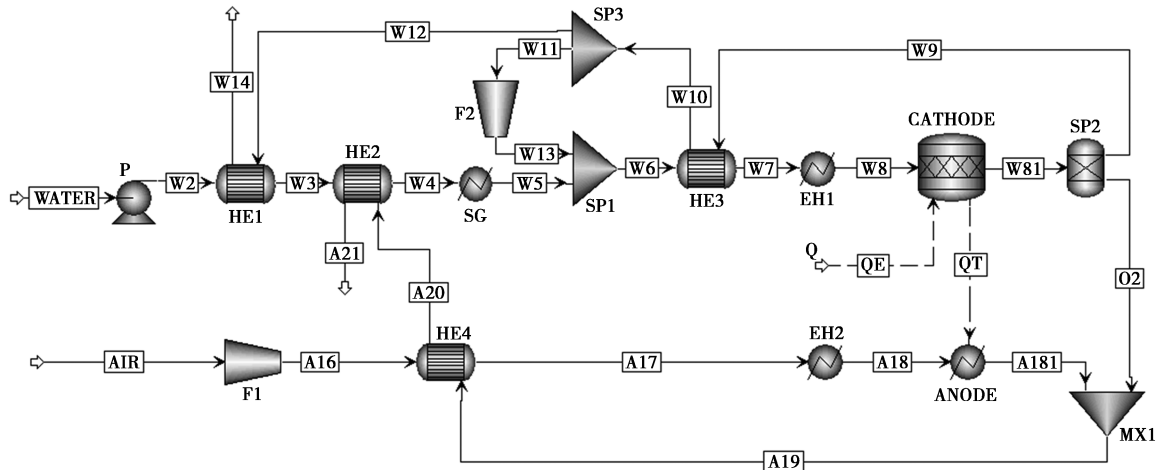 SP3
W12
W11
W9
W14
W10
F2
CATHODE
SP2
P
HE2
W13
WATER
W2
W3
W4
W5
W6
W7
W8
W81
HE1
SG
SP1
HE3
EH1
A21
Q
QE
QT
A20
O2
HE4
EH2
AIR
A16
A17
A18
A181
F1
ANODE
MX1
A19